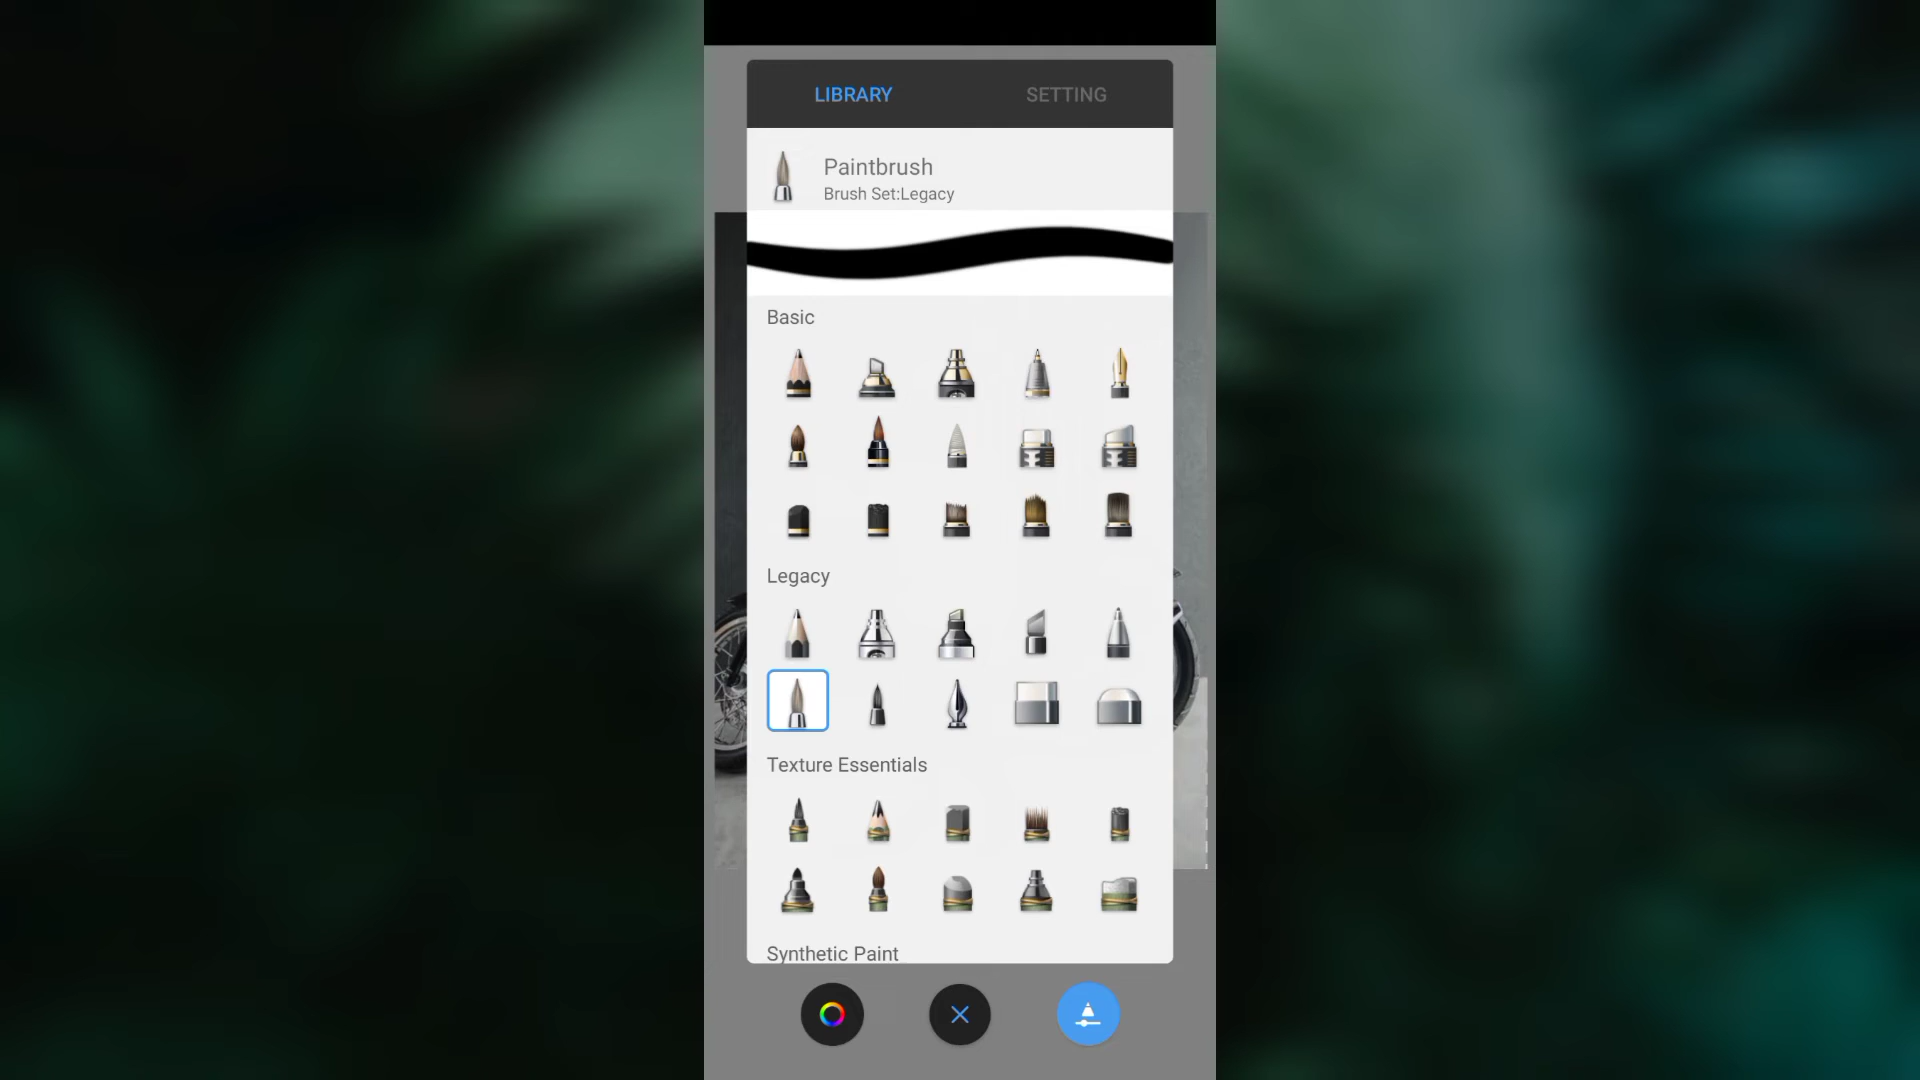 LIBRARY
SETTING
Paintbrush
Brush Set:Legacy
Basic
Legacy
Texture Essentials
Synthetic Paint